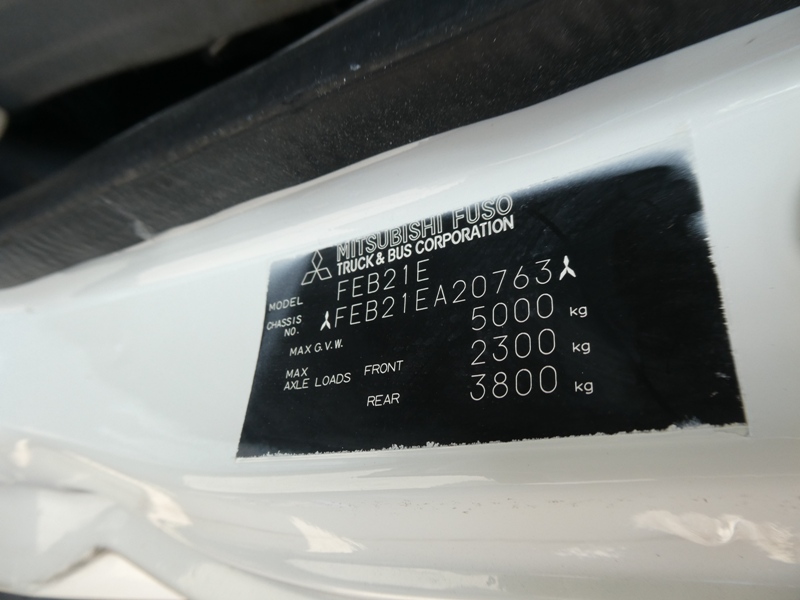 MITSUBISHI FUSO
TRUCK & BUS CORPORATION
MODEL FEB21E
CHASSIS NO. FEB21EA20763
MAX G.V.W. 5000 kg
MAX AXLE LOADS FRONT 2300 kg
REAR 3800 kg